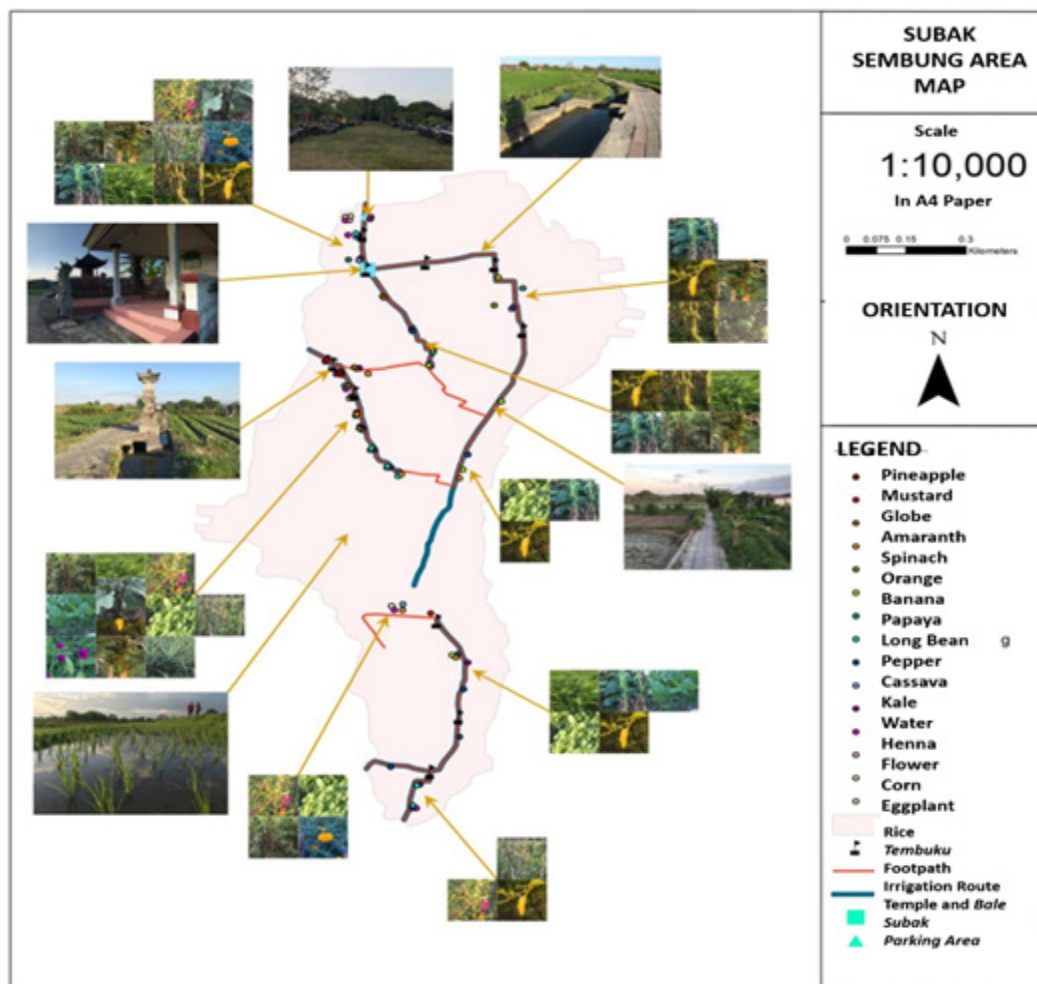 SUBAK
SEMBUNG AREA
MAP
Scale
1:10,000
In A4 Paper
0 0.075 0.15 0.3
Kilometers
ORIENTATION
N
LEGEND
Pineapple
Mustard
Globe
Amaranth
Spinach
Orange
Banana
Papaya
Long Bean g
Pepper
Cassava
Kale
Water
Henna
Flower
Corn
Eggplant
Rice
Tembuku
Footpath
Irrigation Route
Temple and Bale
Subak
Parking Area